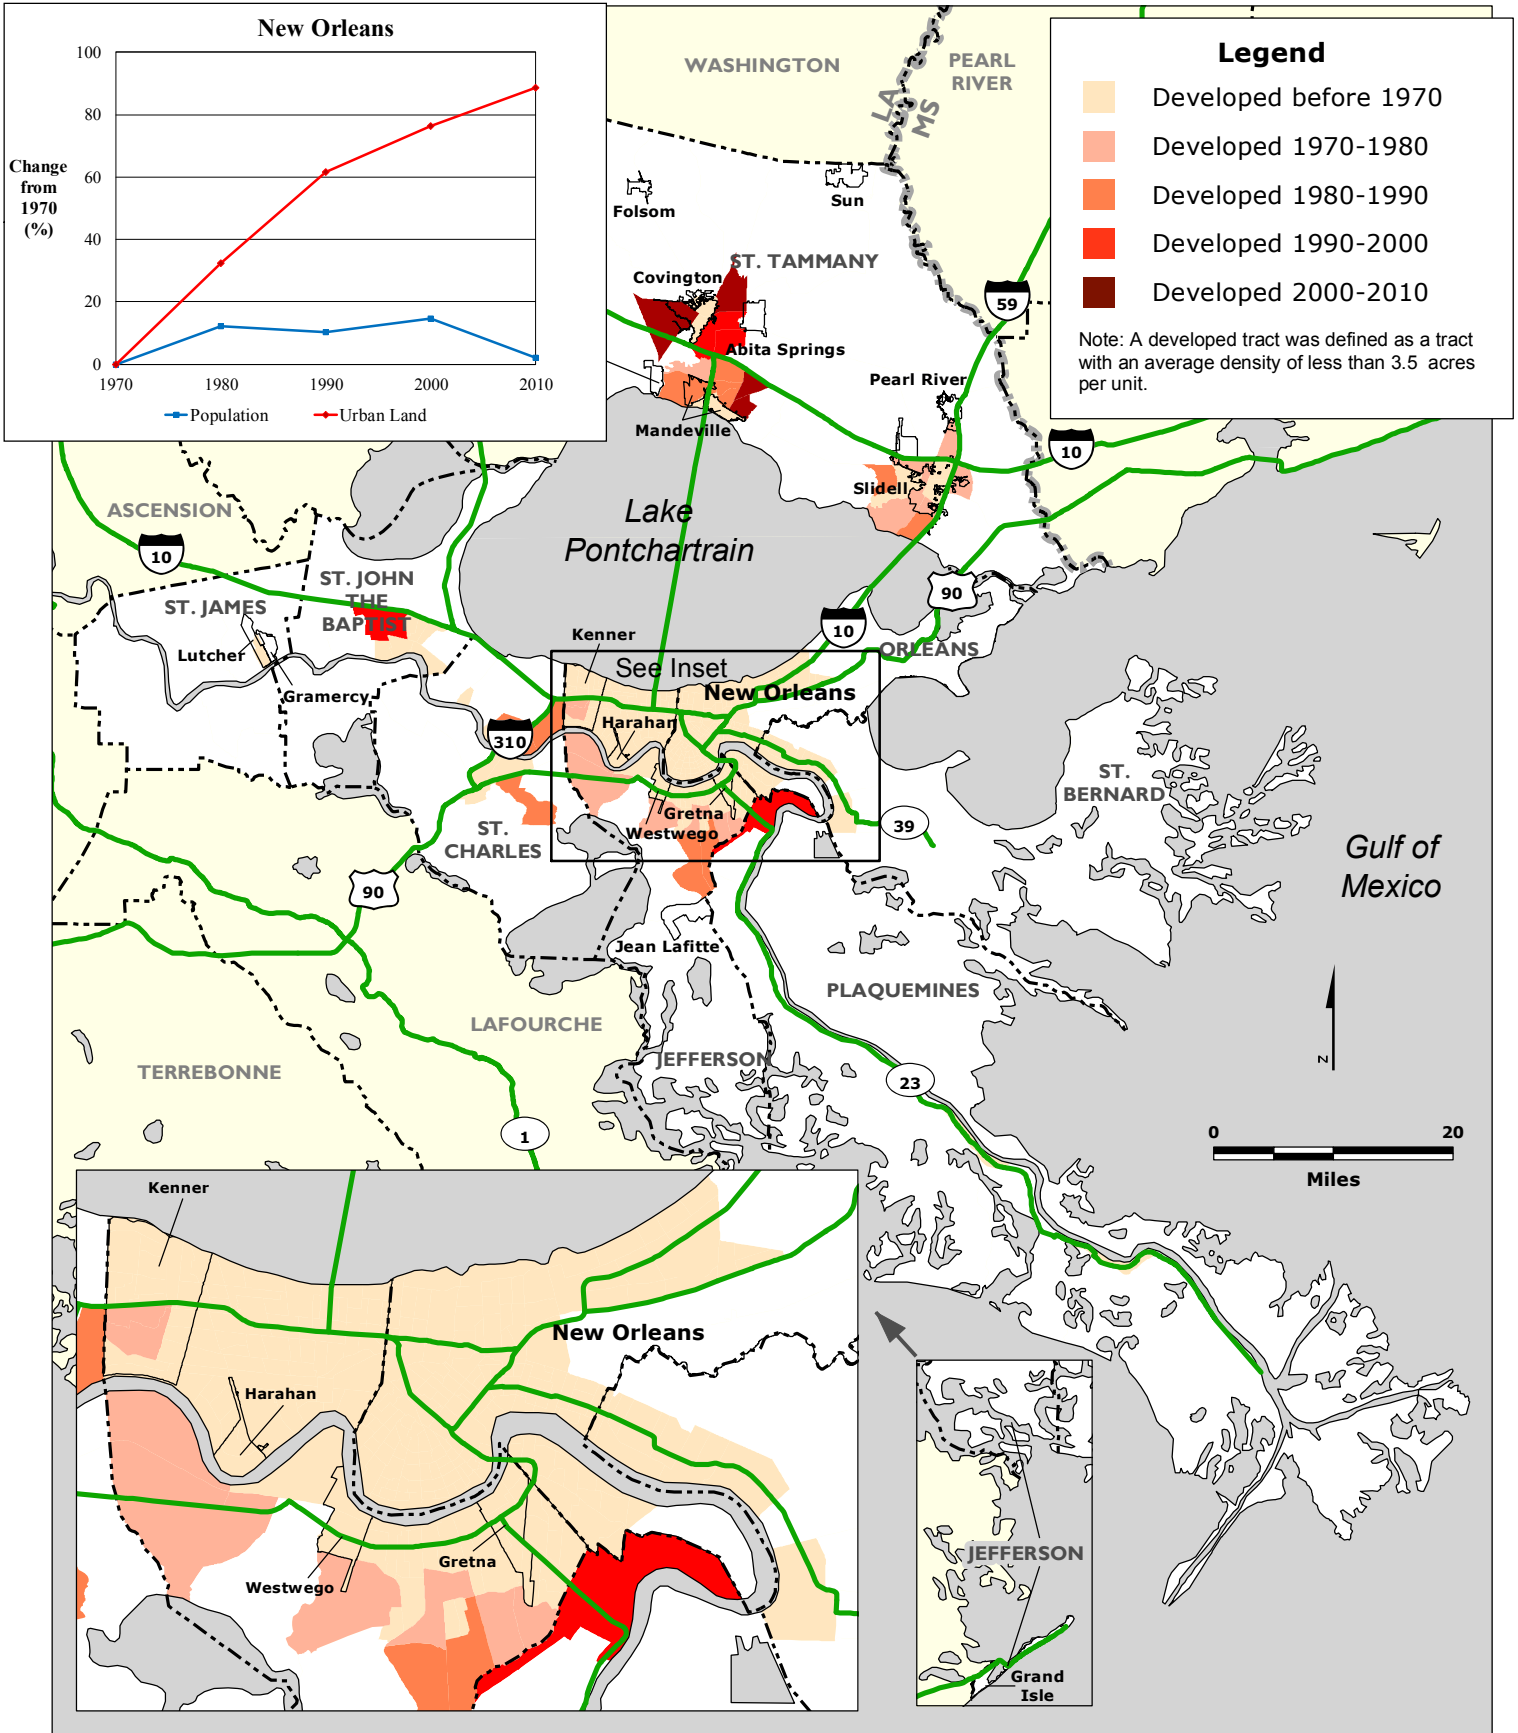 New Orleans
100
80
60
40
20
0
Change
from
1970
(%)
1970
1980
1990
2000
2010
Population
Urban Land
Legend
Developed before 1970
Developed 1970-1980
Developed 1980-1990
Developed 1990-2000
Developed 2000-2010
Note: A developed tract was defined as a tract
with an average density of less than 3.5 acres
per unit.
WASHINGTON
PEARL
RIVER
LA
MS
Folsom
Sun
ST. TAMMANY
Covington
59
Abita Springs
Pearl River
Mandeville
10
Slidell
ASCENSION
Lake
Pontchartrain
10
ST. JOHN
THE
BAPTIST
ST. JAMES
90
10
Lutcher
Kenner
ORLEANS
See Inset
Gramercy
New Orleans
Harahan
310
ST.
BERNARD
Gretna
Westwego
39
ST.
CHARLES
Gulf of
Mexico
90
Jean Lafitte
PLAQUEMINES
LAFOURCHE
JEFFERSON
TERREBONNE
23
N
1
0
20
Miles
Kenner
New Orleans
Harahan
Gretna
Westwego
JEFFERSON
Grand
Isle